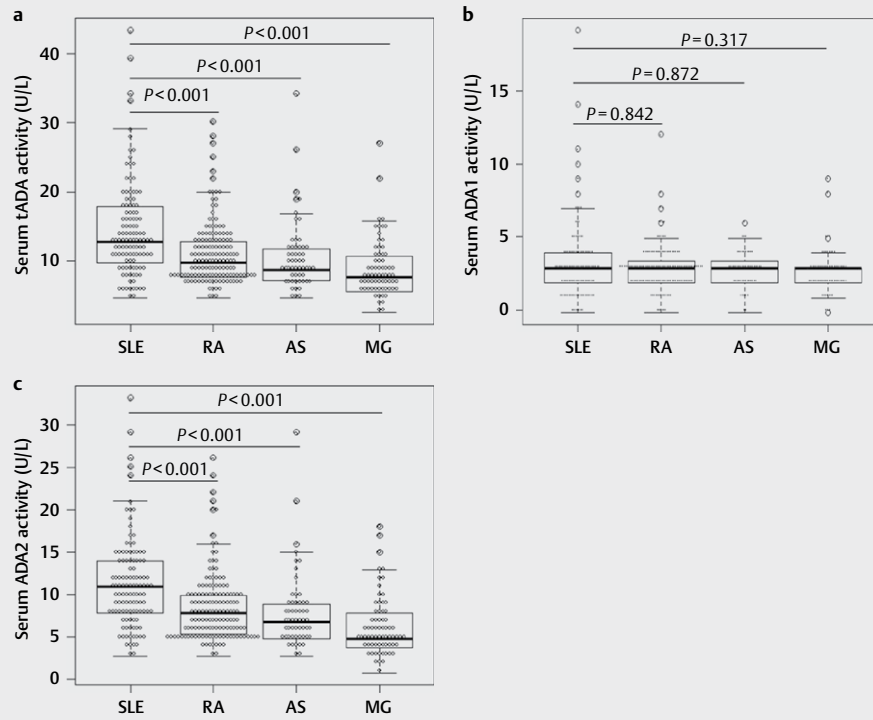 a
Serum tADA activity (U/L)
40
30
20
10
P<0.001
P<0.001
P<0.001
SLE RA AS MG
b
Serum ADA1 activity (U/L)
15
10
5
0
P=0.317
P=0.872
P=0.842
SLE RA AS MG
c
Serum ADA2 activity (U/L)
30
25
20
15
10
5
0
P<0.001
P<0.001
P<0.001
SLE RA AS MG